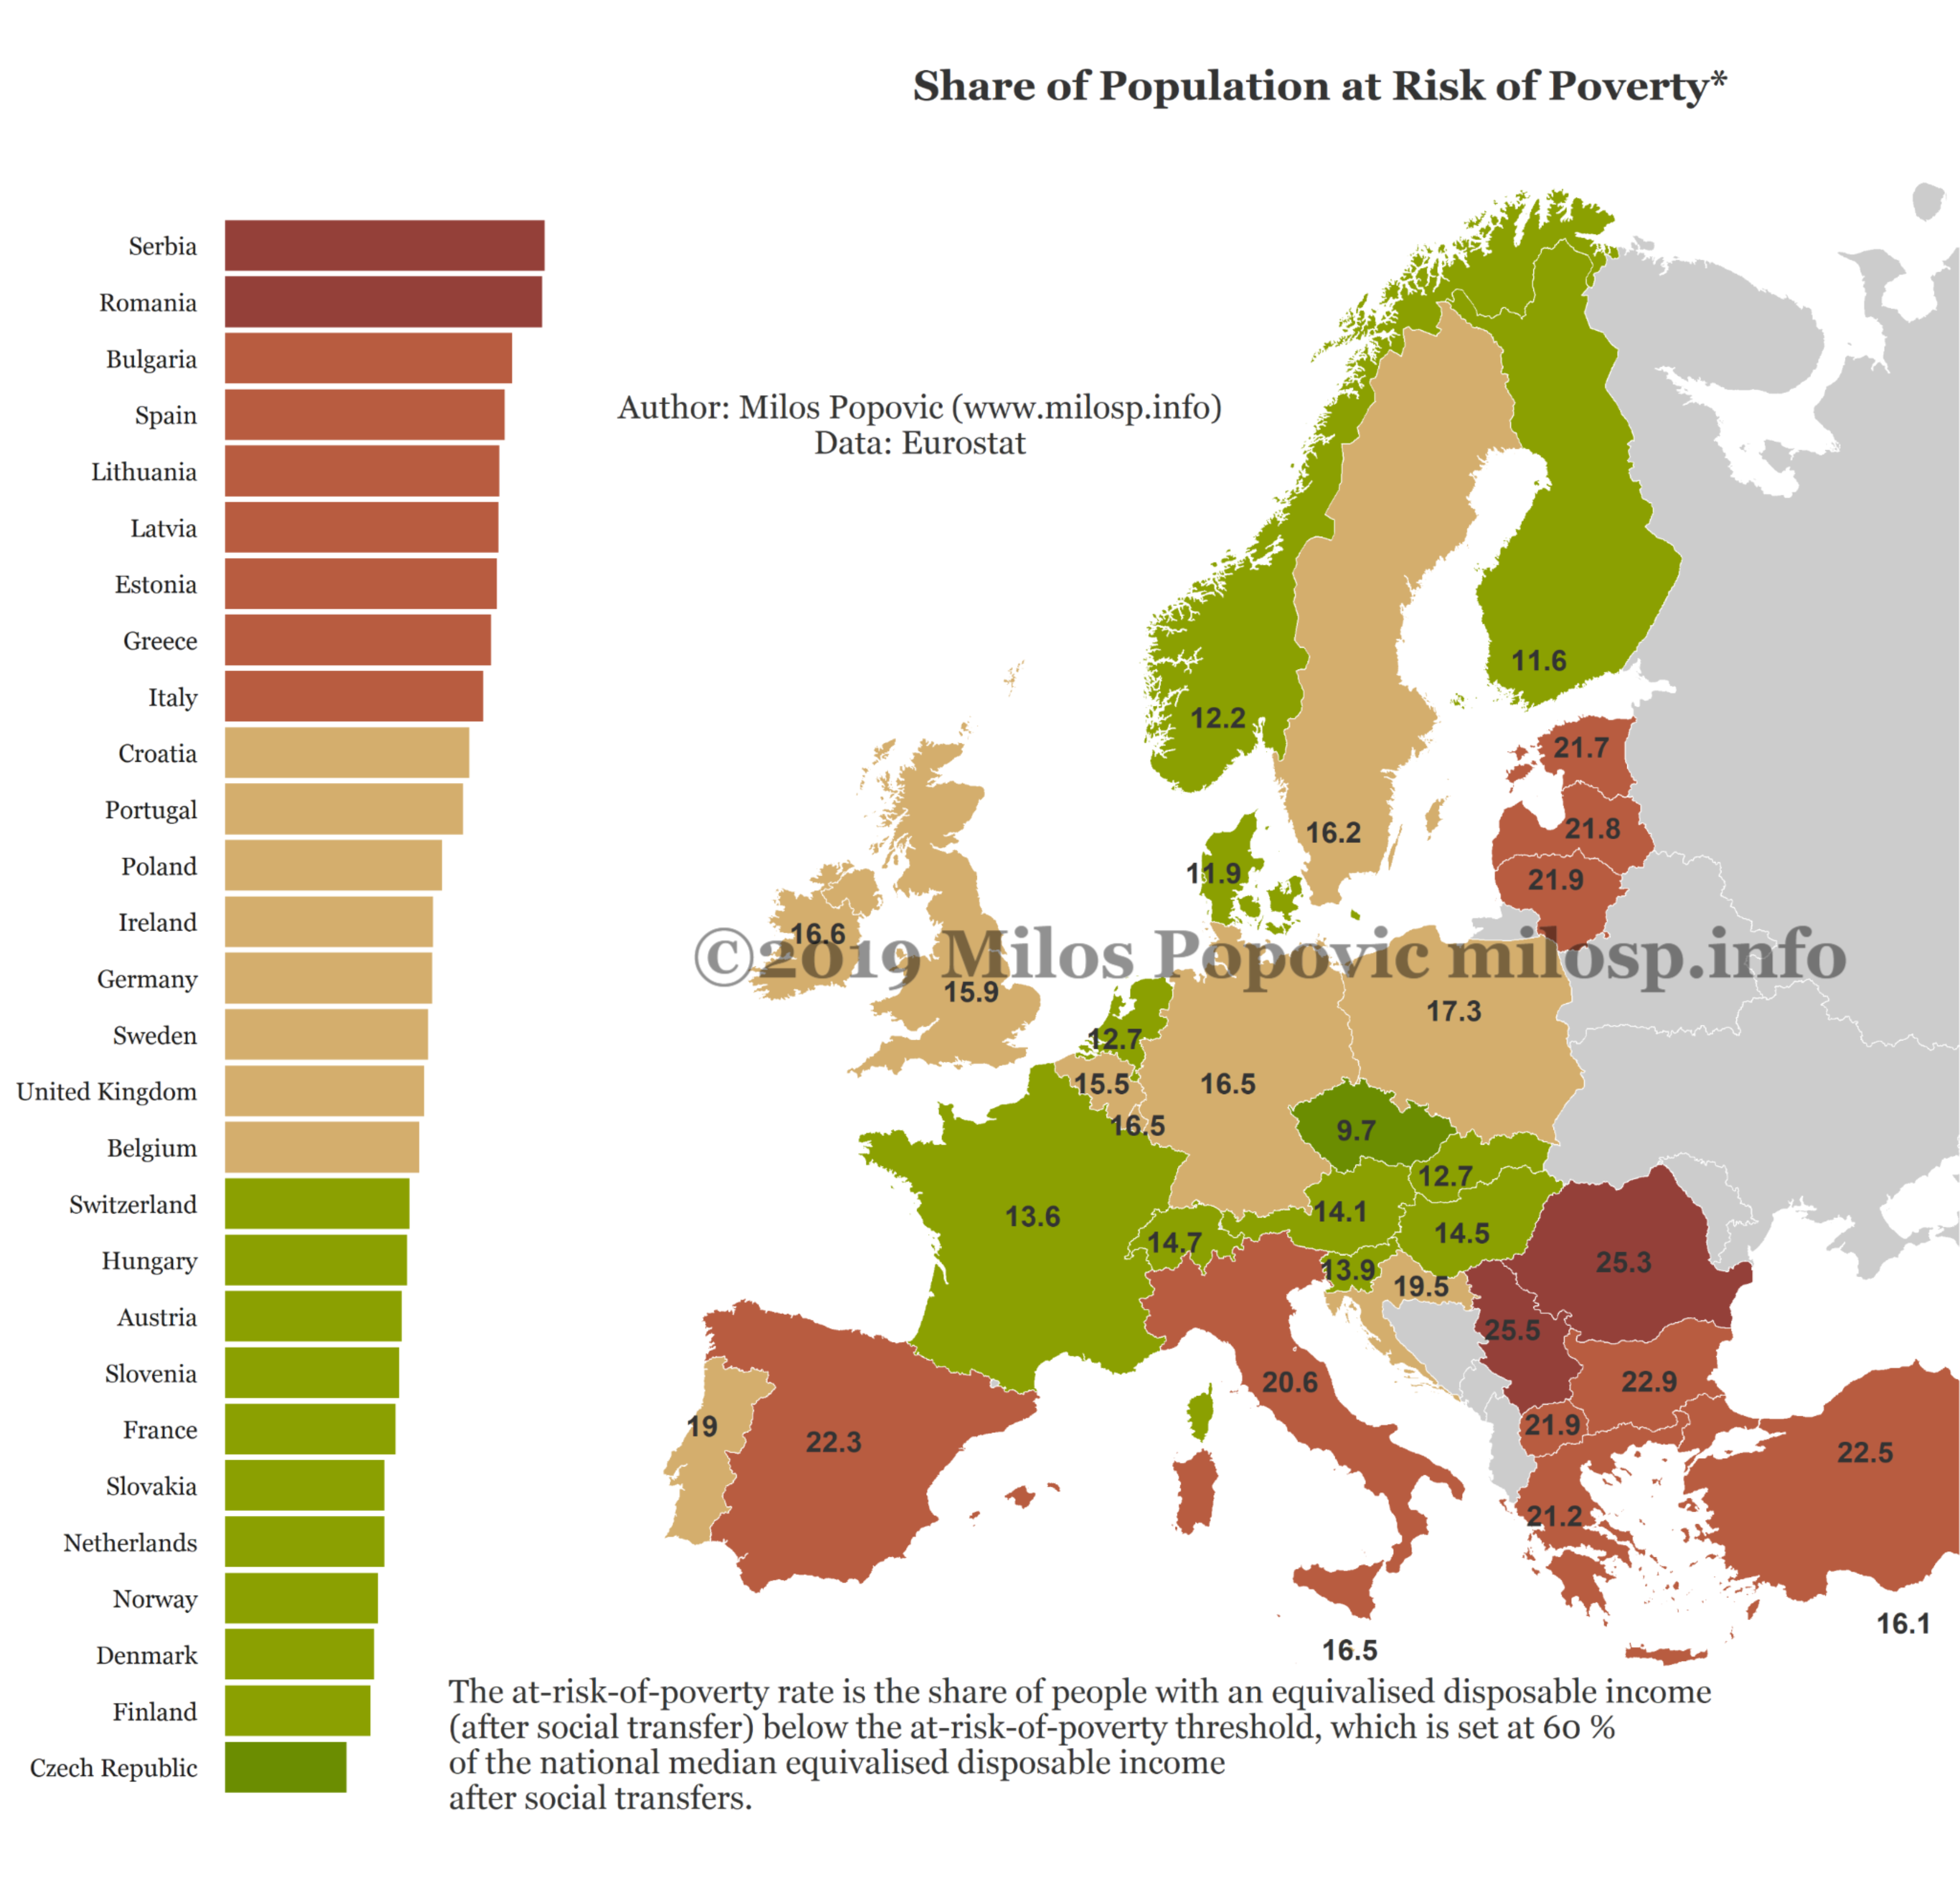 Share of Population at Risk of Poverty*
Author: Milos Popovic (www.milosp.info)
Data: Eurostat
Serbia
Romania
Bulgaria
Spain
Lithuania
Latvia
Estonia
Greece
Italy
Croatia
Portugal
Poland
Ireland
Germany
Sweden
United Kingdom
Belgium
Switzerland
Hungary
Austria
Slovenia
France
Slovakia
Netherlands
Norway
Denmark
Finland
Czech Republic
11.6
12.2
21.7
21.8
16.2
11.9
21.9
16.6
©2019 Milos Popovic milosp.info
15.9
17.3
12.7
15.5
16.5
16.5
9.7
12.7
13.6
14.1
14.7
14.5
13.9
19.5
25.3
25.5
20.6
22.9
19
22.3
21.9
22.5
21.2
16.1
16.5
The at-risk-of-poverty rate is the share of people with an equivalised disposable income
(after social transfer) below the at-risk-of-poverty threshold, which is set at 60 %
of the national median equivalised disposable income
after social transfers.